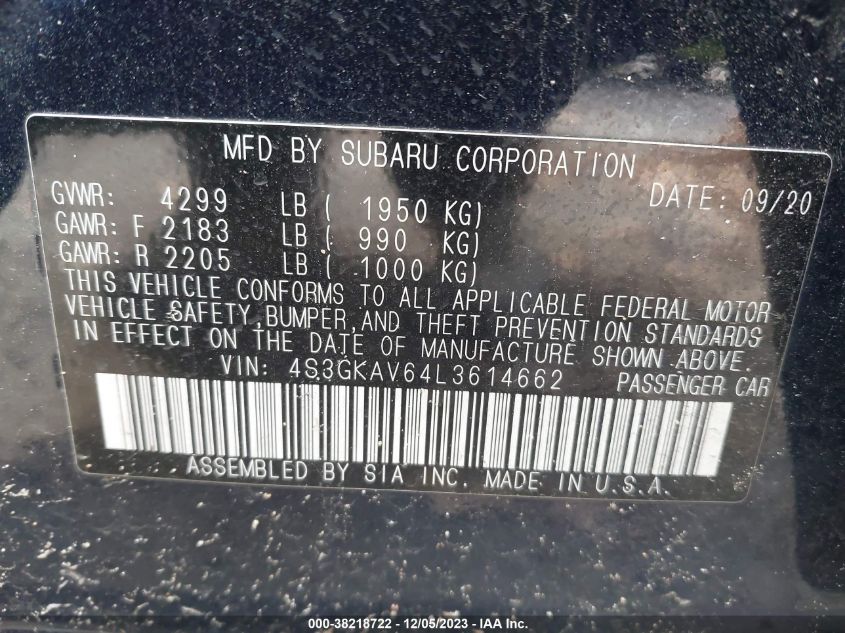 MFD BY SUBARU CORPORATION
GVWR: 4299 LB ( 1950 KG) DATE: 09/20
GAWR: F 2183 LB ( 990 KG)
GAWR: R 2205 LB ( 1000 KG)
THIS VEHICLE CONFORMS TO ALL APPLICABLE FEDERAL MOTOR
VEHICLE SAFETY, BUMPER, AND THEFT PREVENTION STANDARDS
IN EFFECT ON THE DATE OF MANUFACTURE SHOWN ABOVE.
VIN: 4S3GKAV64L3614662 PASSENGER CAR
ASSEMBLED BY SIA INC. MADE IN U.S.A.
000-38218722 - 12/05/2023 - IAA Inc.